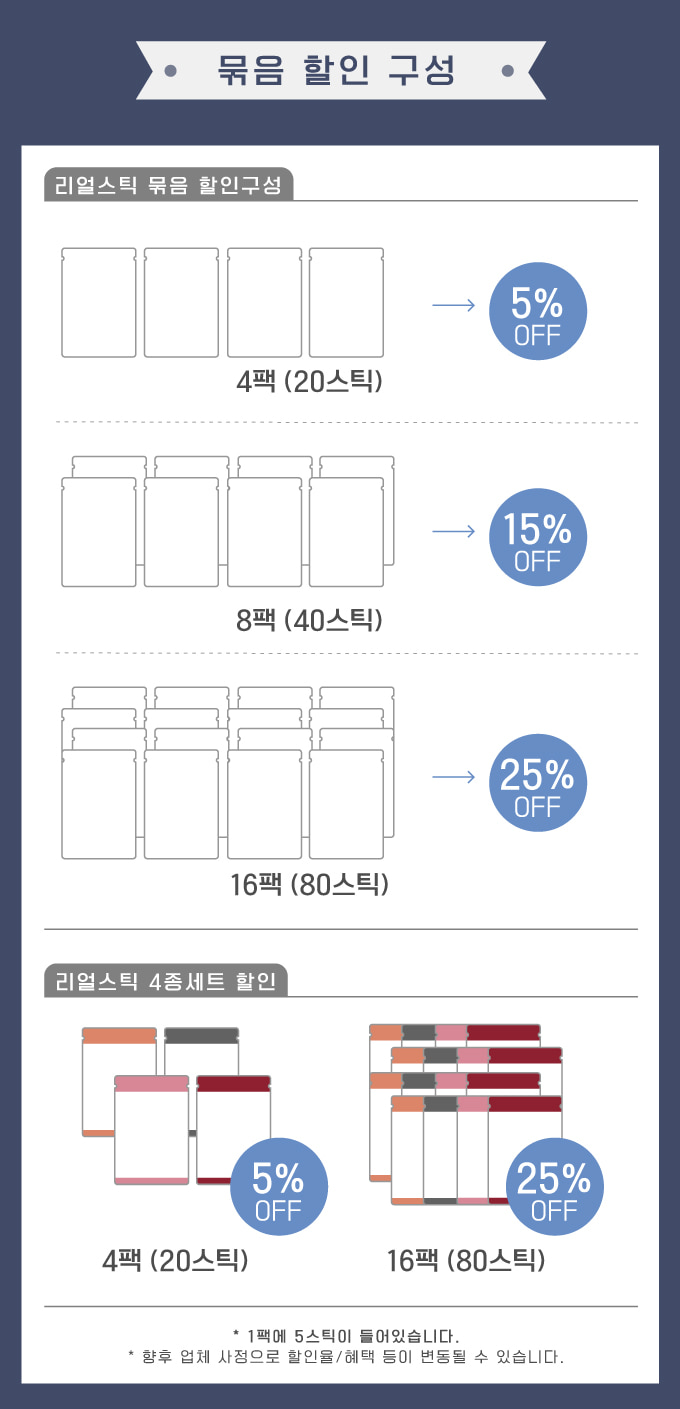 묶음 할인 구성
리얼스틱 묶음 할인구성
5%
OFF
4팩 (20스틱)
15%
OFF
8팩 (40스틱)
25%
OFF
16팩 (80스틱)
리얼스틱 4종세트 할인
5%
OFF
4팩 (20스틱)
25%
OFF
16팩 (80스틱)
* 1팩에 5스틱이 들어있습니다.
* 향후 업체 사정으로 할인율/혜택 등이 변동될 수 있습니다.